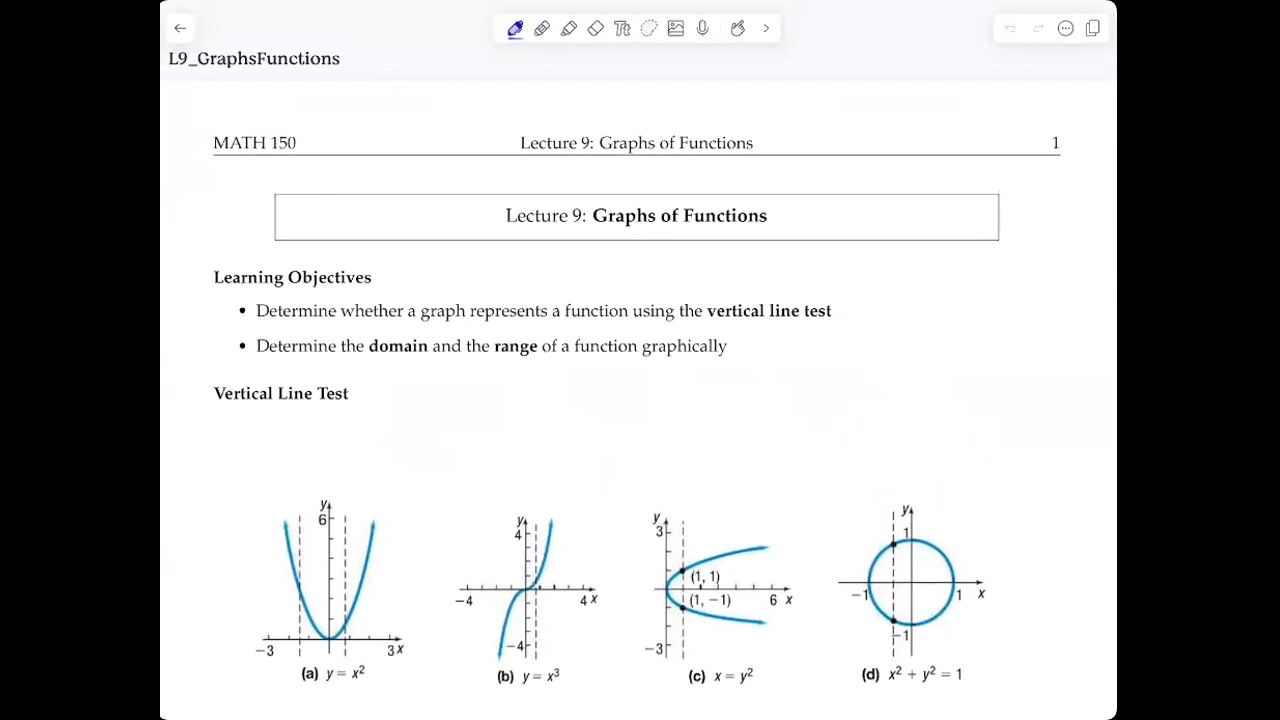 Tt
L9_GraphsFunctions
MATH 150 Lecture 9: Graphs of Functions 1
Lecture 9: Graphs of Functions
Learning Objectives
• Determine whether a graph represents a function using the vertical line test
• Determine the domain and the range of a function graphically
Vertical Line Test
y
6
−3
3 x
(a) y = x²
y
4
−4
4 x
−4
(b) y = x³
y
3
(1, 1)
(1, −1)
6 x
−3
(c) x = y²
y
1
−1
1 x
−1
(d) x² + y² = 1